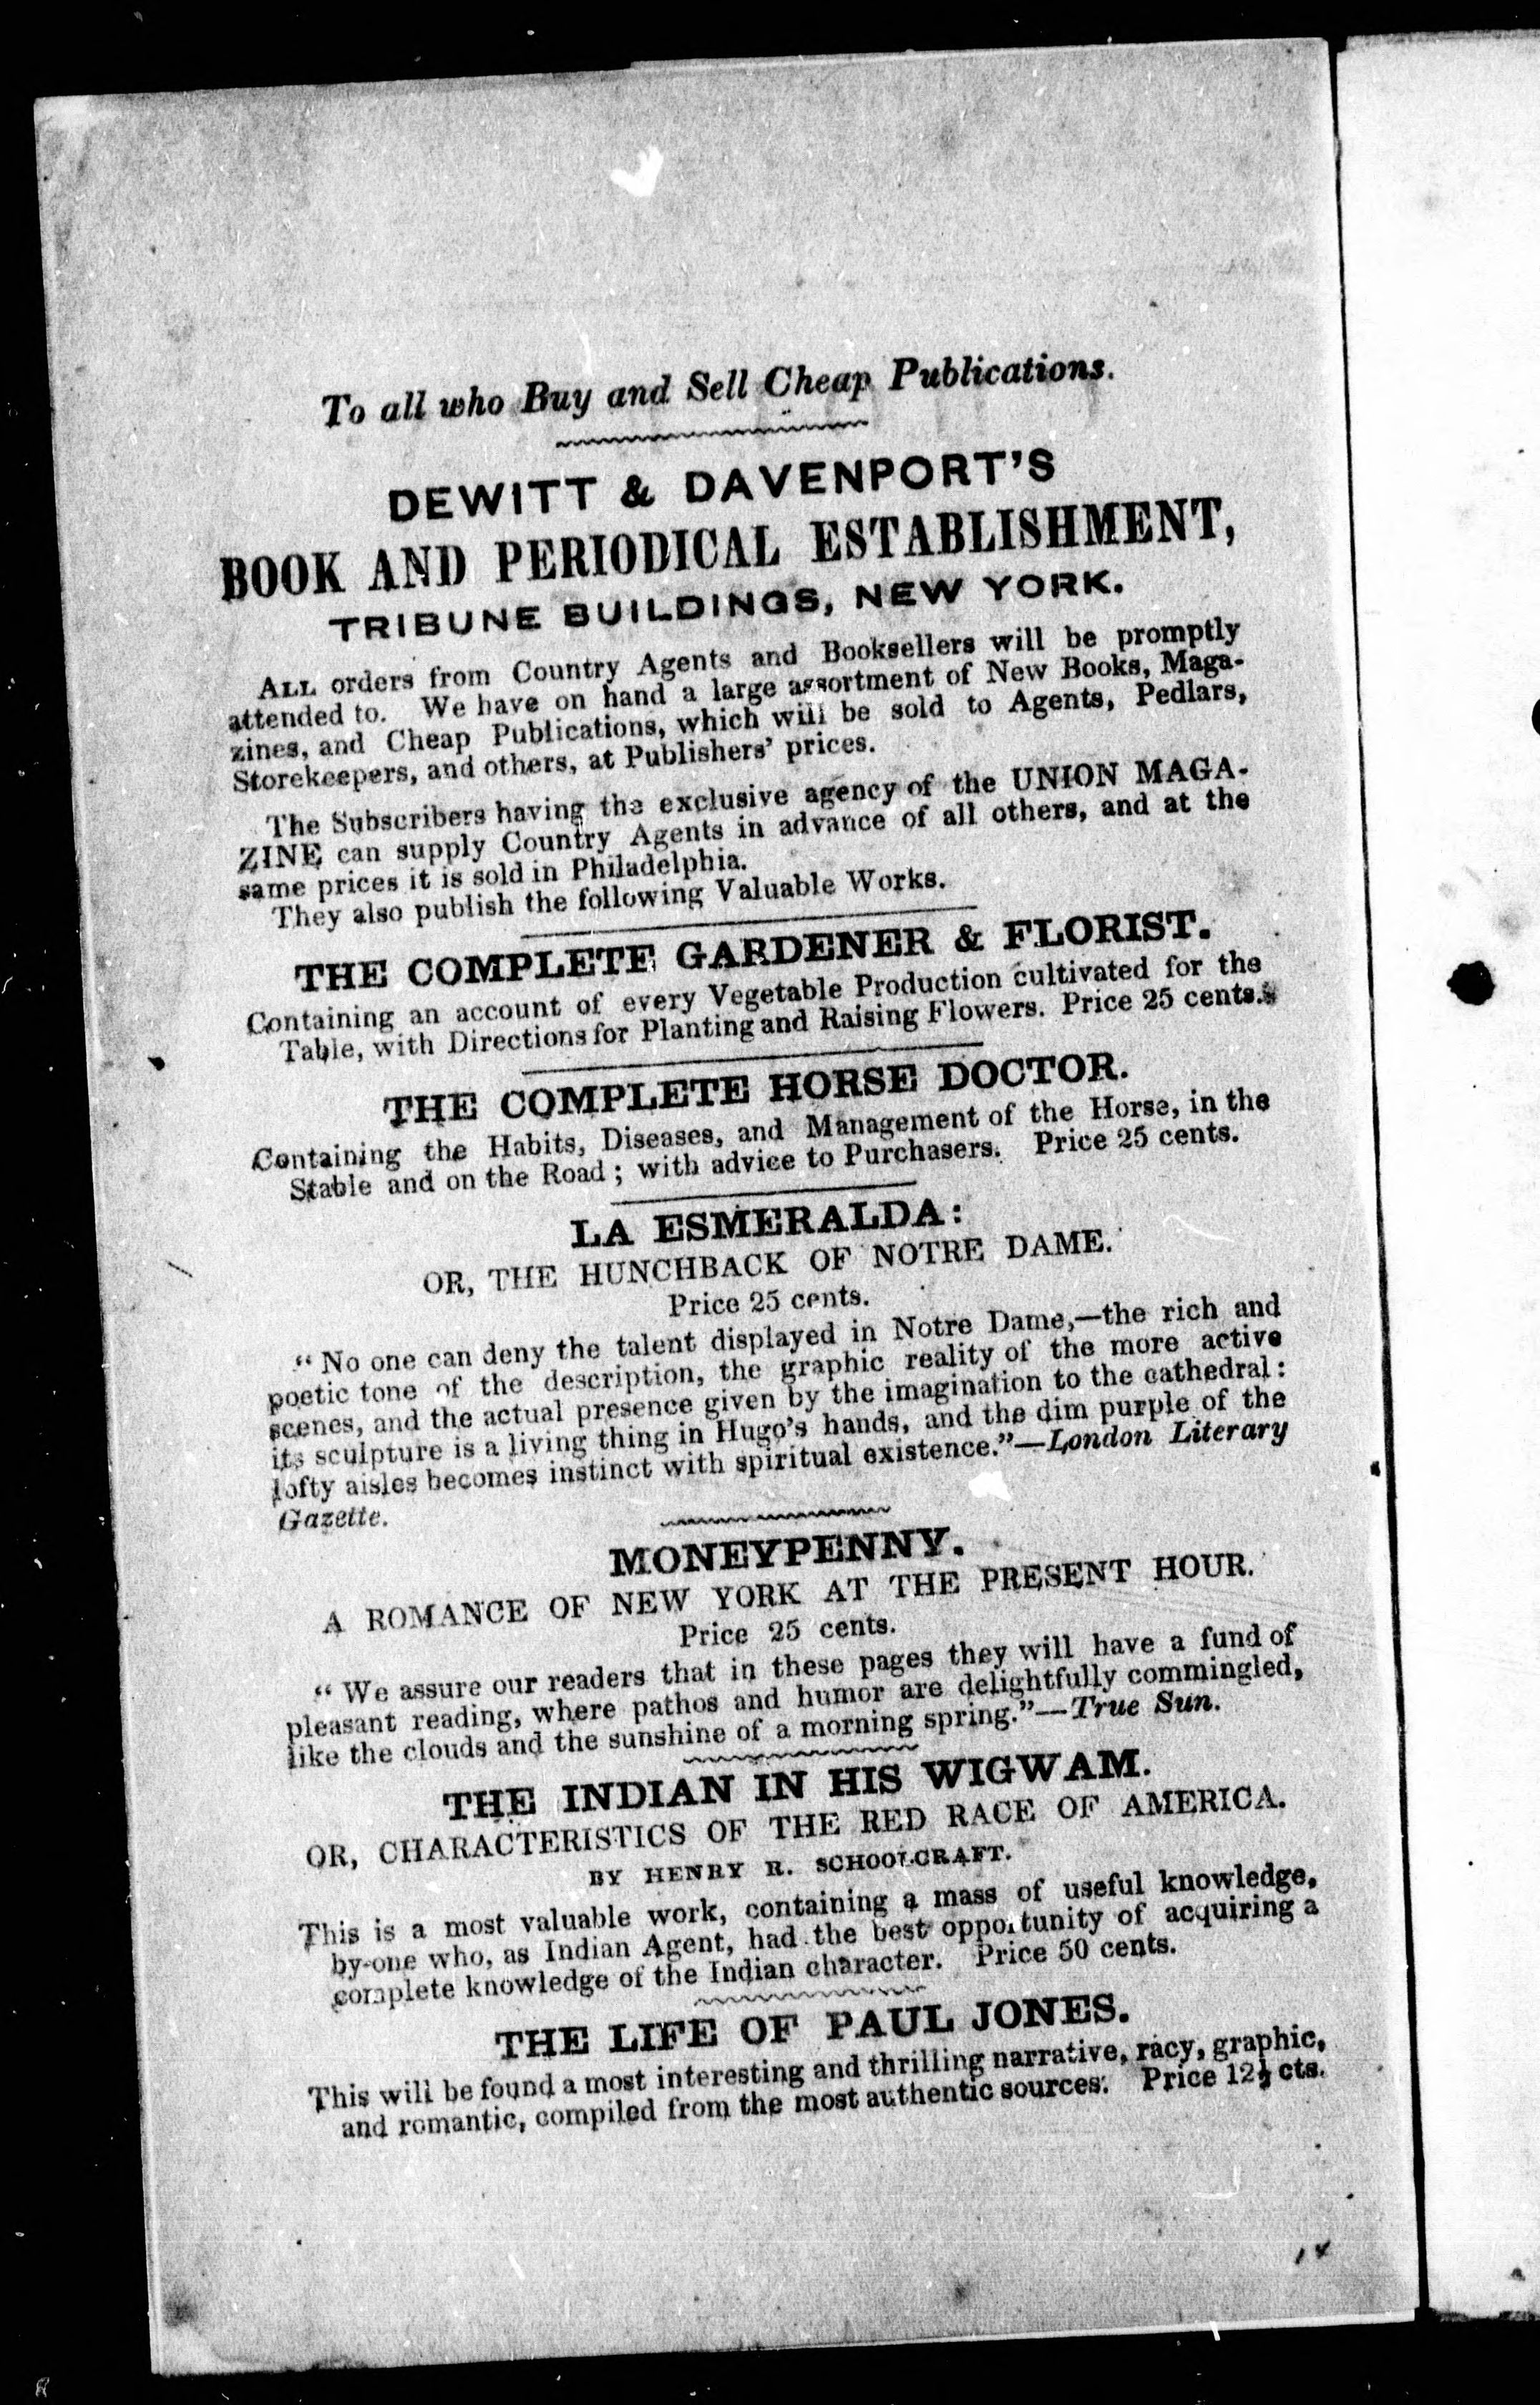 To all who Buy and Sell Cheap Publications.
DEWITT & DAVENPORT'S
BOOK AND PERIODICAL ESTABLISHMENT,
TRIBUNE BUILDINGS, NEW YORK.
ALL orders from Country Agents and Booksellers will be promptly
attended to. We have on hand a large assortment of New Books, Maga-
zines, and Cheap Publications, which will be sold to Agents, Pedlars,
Storekeepers, and others, at Publishers' prices.
The Subscribers having the exclusive agency of the UNION MAGA-
ZINE can supply Country Agents in advance of all others, and at the
same prices it is sold in Philadelphia.
They also publish the following Valuable Works.
THE COMPLETE GARDENER & FLORIST.
Containing an account of every Vegetable Production cultivated for the
Table, with Directions for Planting and Raising Flowers. Price 25 cents.
THE COMPLETE HORSE DOCTOR.
Containing the Habits, Diseases, and Management of the Horse, in the
Stable and on the Road; with advice to Purchasers. Price 25 cents.
LA ESMERALDA:
OR, THE HUNCHBACK OF NOTRE DAME.
Price 25 cents.
"No one can deny the talent displayed in Notre Dame,—the rich and
poetic tone of the description, the graphic reality of the more active
scenes, and the actual presence given by the imagination to the cathedral:
its sculpture is a living thing in Hugo's hands, and the dim purple of the
lofty aisles becomes instinct with spiritual existence."—London Literary
Gazette.
MONEYPENNY.
A ROMANCE OF NEW YORK AT THE PRESENT HOUR.
Price 25 cents.
"We assure our readers that in these pages they will have a fund of
pleasant reading, where pathos and humor are delightfully commingled,
like the clouds and the sunshine of a morning spring."—True Sun.
THE INDIAN IN HIS WIGWAM.
OR, CHARACTERISTICS OF THE RED RACE OF AMERICA.
BY HENRY R. SCHOOLCRAFT.
This is a most valuable work, containing a mass of useful knowledge,
by one who, as Indian Agent, had the best opportunity of acquiring a
complete knowledge of the Indian character. Price 50 cents.
THE LIFE OF PAUL JONES.
This will be found a most interesting and thrilling narrative, racy, graphic,
and romantic, compiled from the most authentic sources. Price 12½ cts.